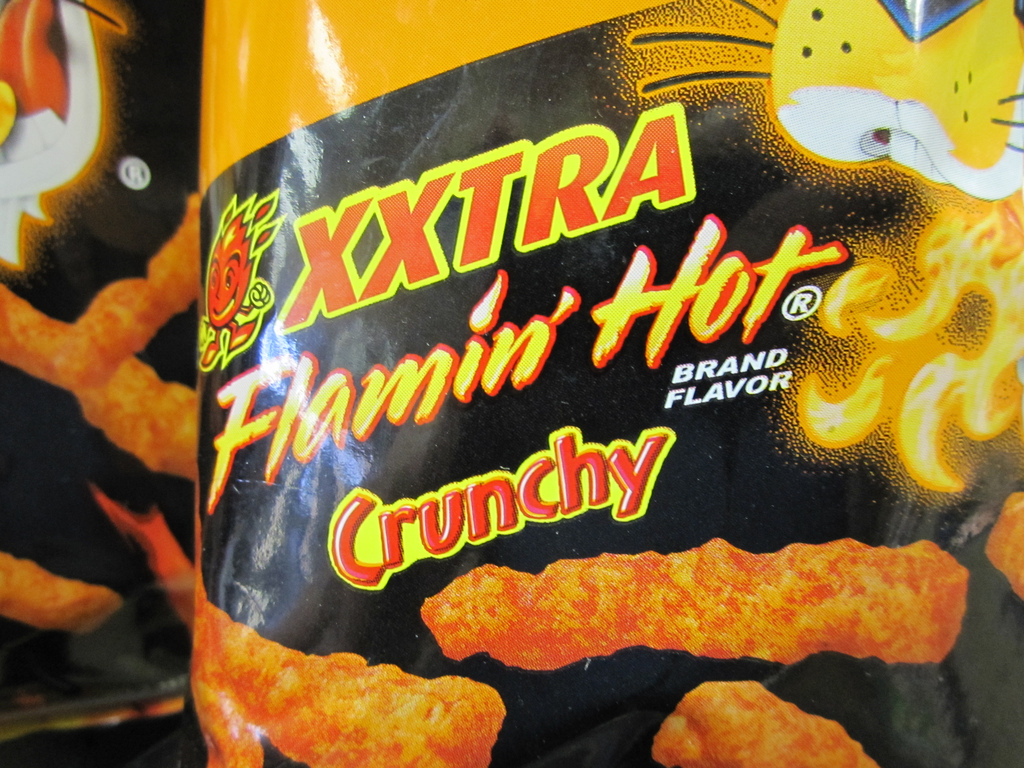 XXTRA
Flamin' Hot®
BRAND
FLAVOR
Crunchy
®